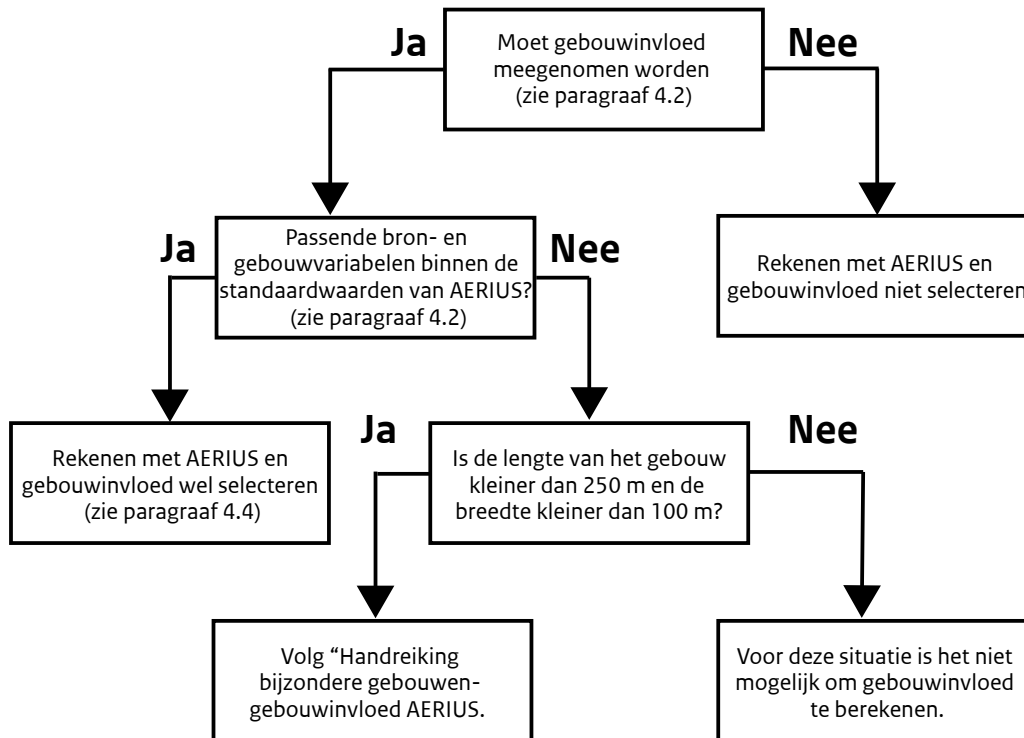 Ja
Moet gebouwinvloed
meegenomen worden
(zie paragraaf 4.2)
Nee
Ja
Passende bron- en
gebouwvariabelen binnen de
standaardwaarden van AERIUS?
(zie paragraaf 4.2)
Nee
Rekenen met AERIUS en
gebouwinvloed niet selecteren
Rekenen met AERIUS en
gebouwinvloed wel selecteren
(zie paragraaf 4.4)
Ja
Is de lengte van het gebouw
kleiner dan 250 m en de
breedte kleiner dan 100 m?
Nee
Volg “Handreiking
bijzondere gebouwen-
gebouwinvloed AERIUS.
Voor deze situatie is het niet
mogelijk om gebouwinvloed
te berekenen.